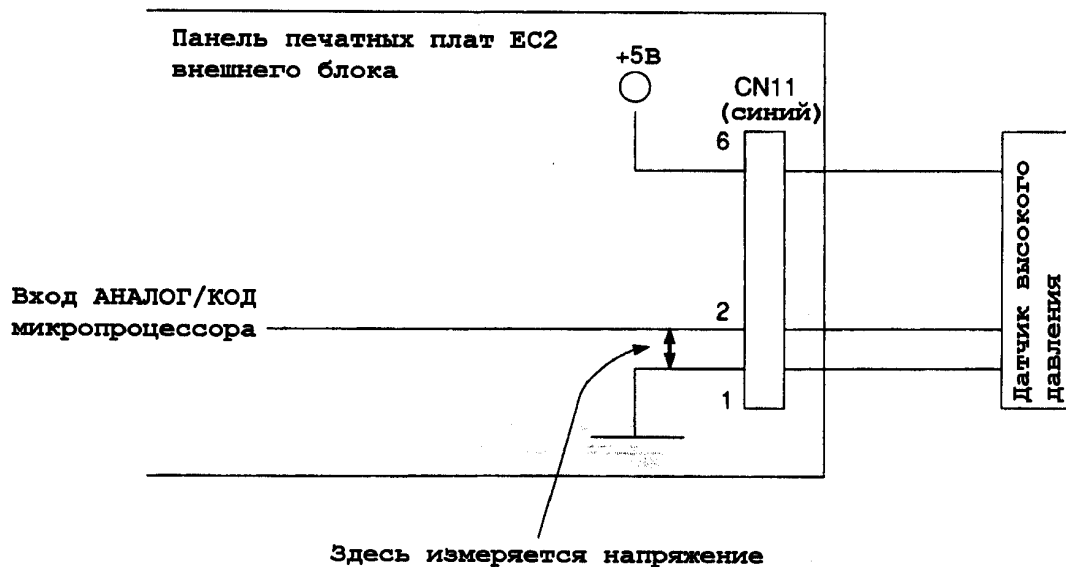 Панель печатных плат EC2
внешнего блока
+5В
CN11
(синий)
6
Датчик высокого
давления
Вход АНАЛОГ/КОД
микропроцессора
2
1
Здесь измеряется напряжение